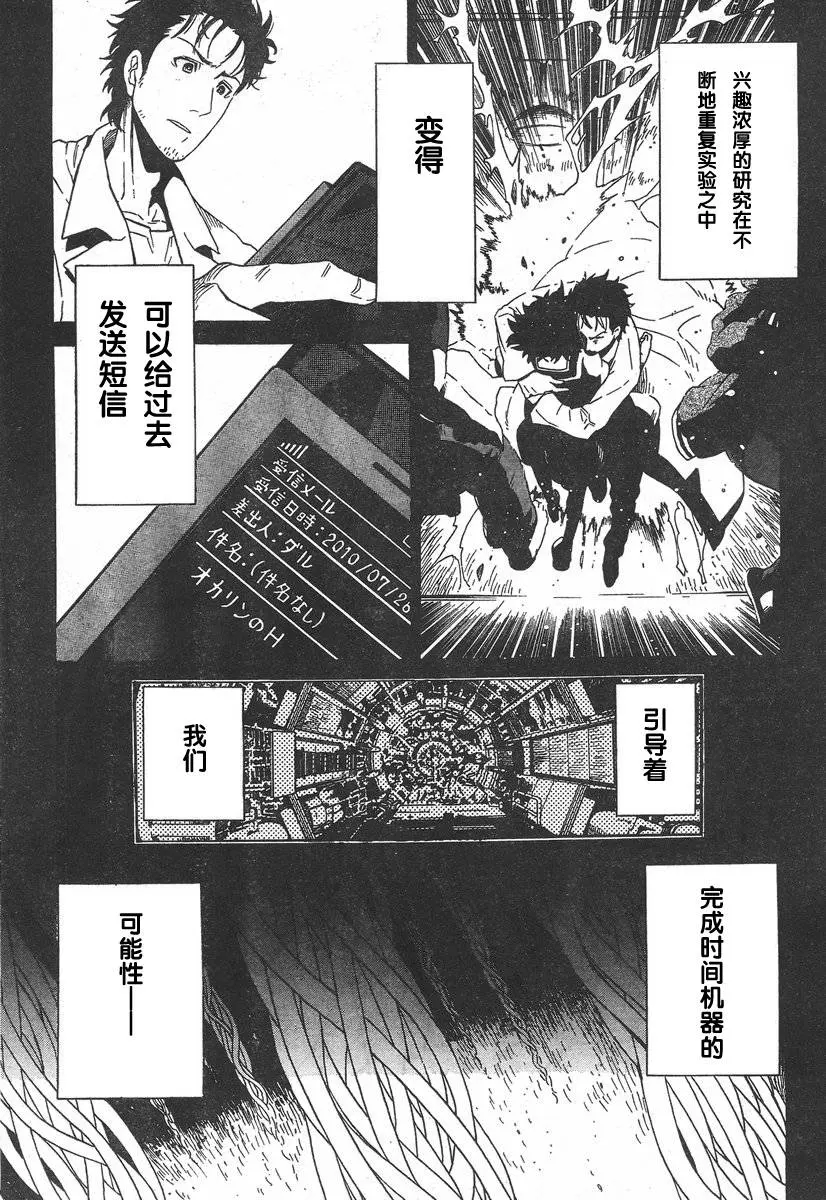 兴趣浓厚的研究在不
断地重复实验之中
变得
可以给过去
发送短信
受信メール
受信日時:2010/07/28
差出人:ダル
件名:(件名なし)
オカリンのH
引导着
我们
完成时间机器的
可能性——